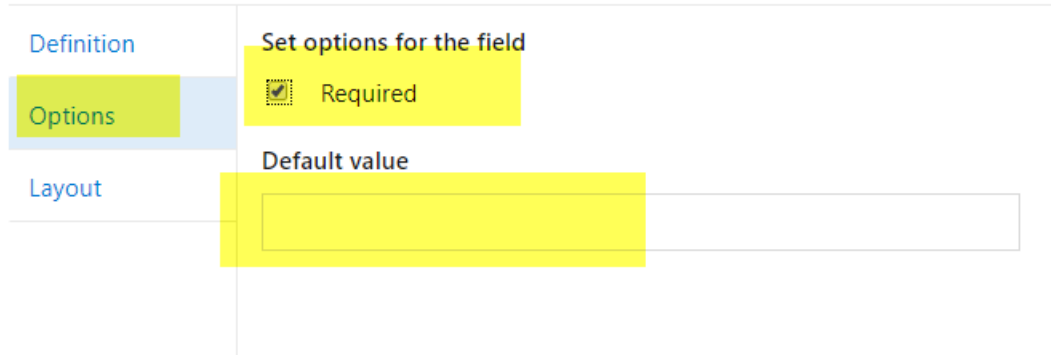 Definition
Options
Layout
Set options for the field
Required
Default value